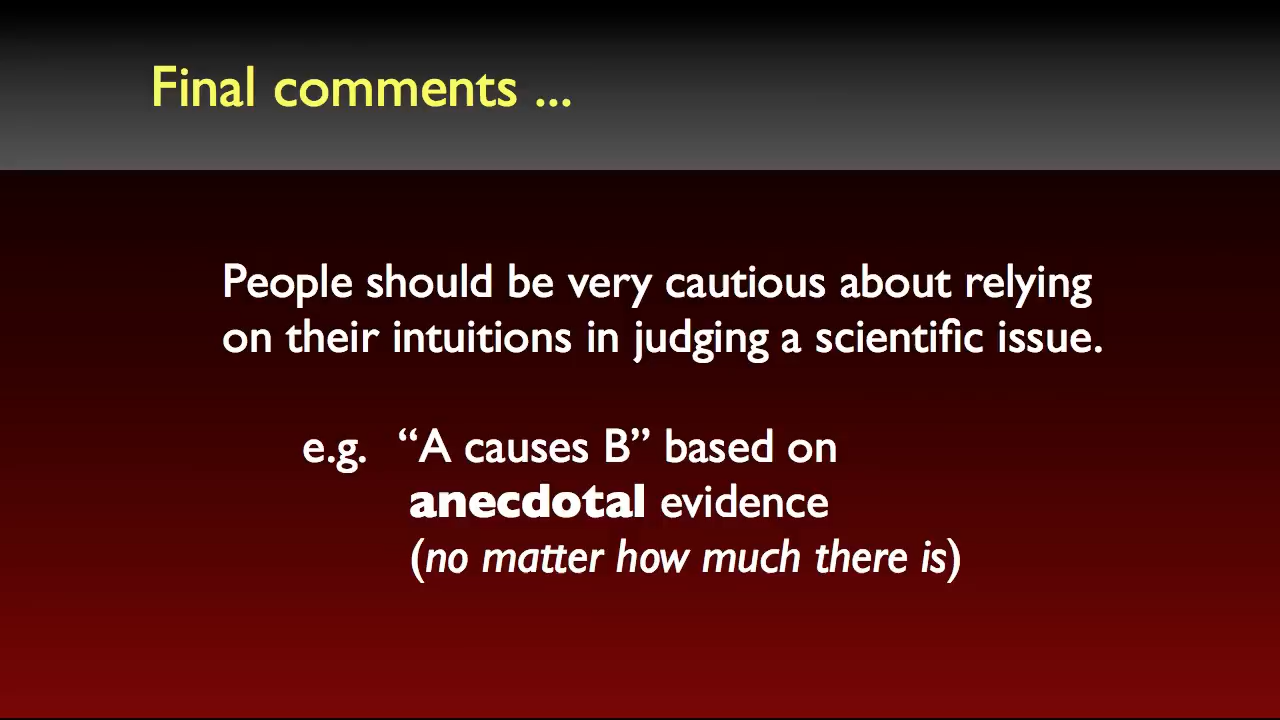 Final comments ...
People should be very cautious about relying
on their intuitions in judging a scientific issue.
e.g. “A causes B” based on
anecdotal evidence
(no matter how much there is)